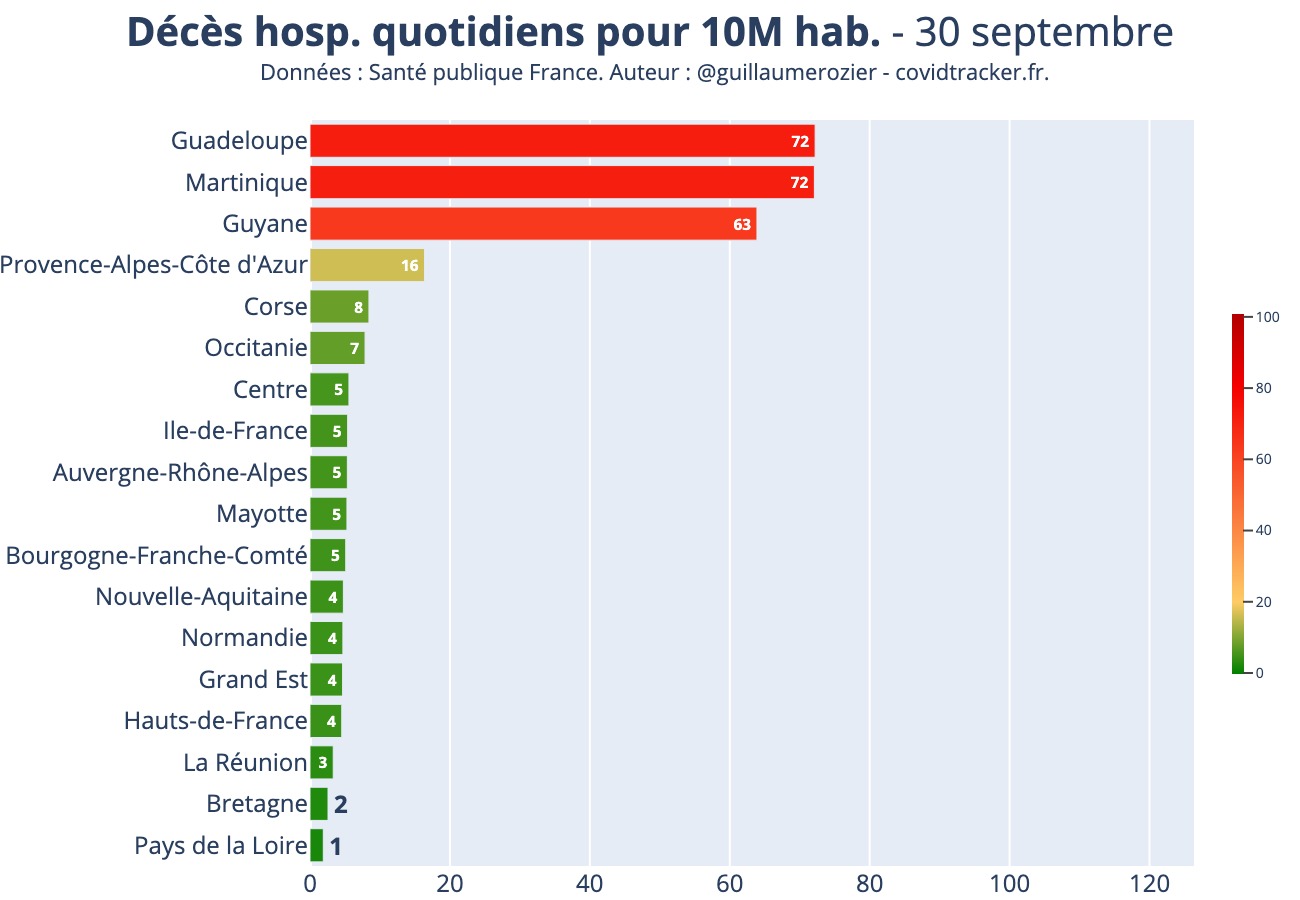 Décès hosp. quotidiens pour 10M hab. - 30 septembre
Données : Santé publique France. Auteur : @guillaumerozier - covidtracker.fr.
Guadeloupe 72
Martinique 72
Guyane 63
Provence-Alpes-Côte d'Azur 16
Corse 8
Occitanie 7
Centre 5
Ile-de-France 5
Auvergne-Rhône-Alpes 5
Mayotte 5
Bourgogne-Franche-Comté 5
Nouvelle-Aquitaine 4
Normandie 4
Grand Est 4
Hauts-de-France 4
La Réunion 3
Bretagne 2
Pays de la Loire 1
0 20 40 60 80 100 120
100
80
60
40
20
0